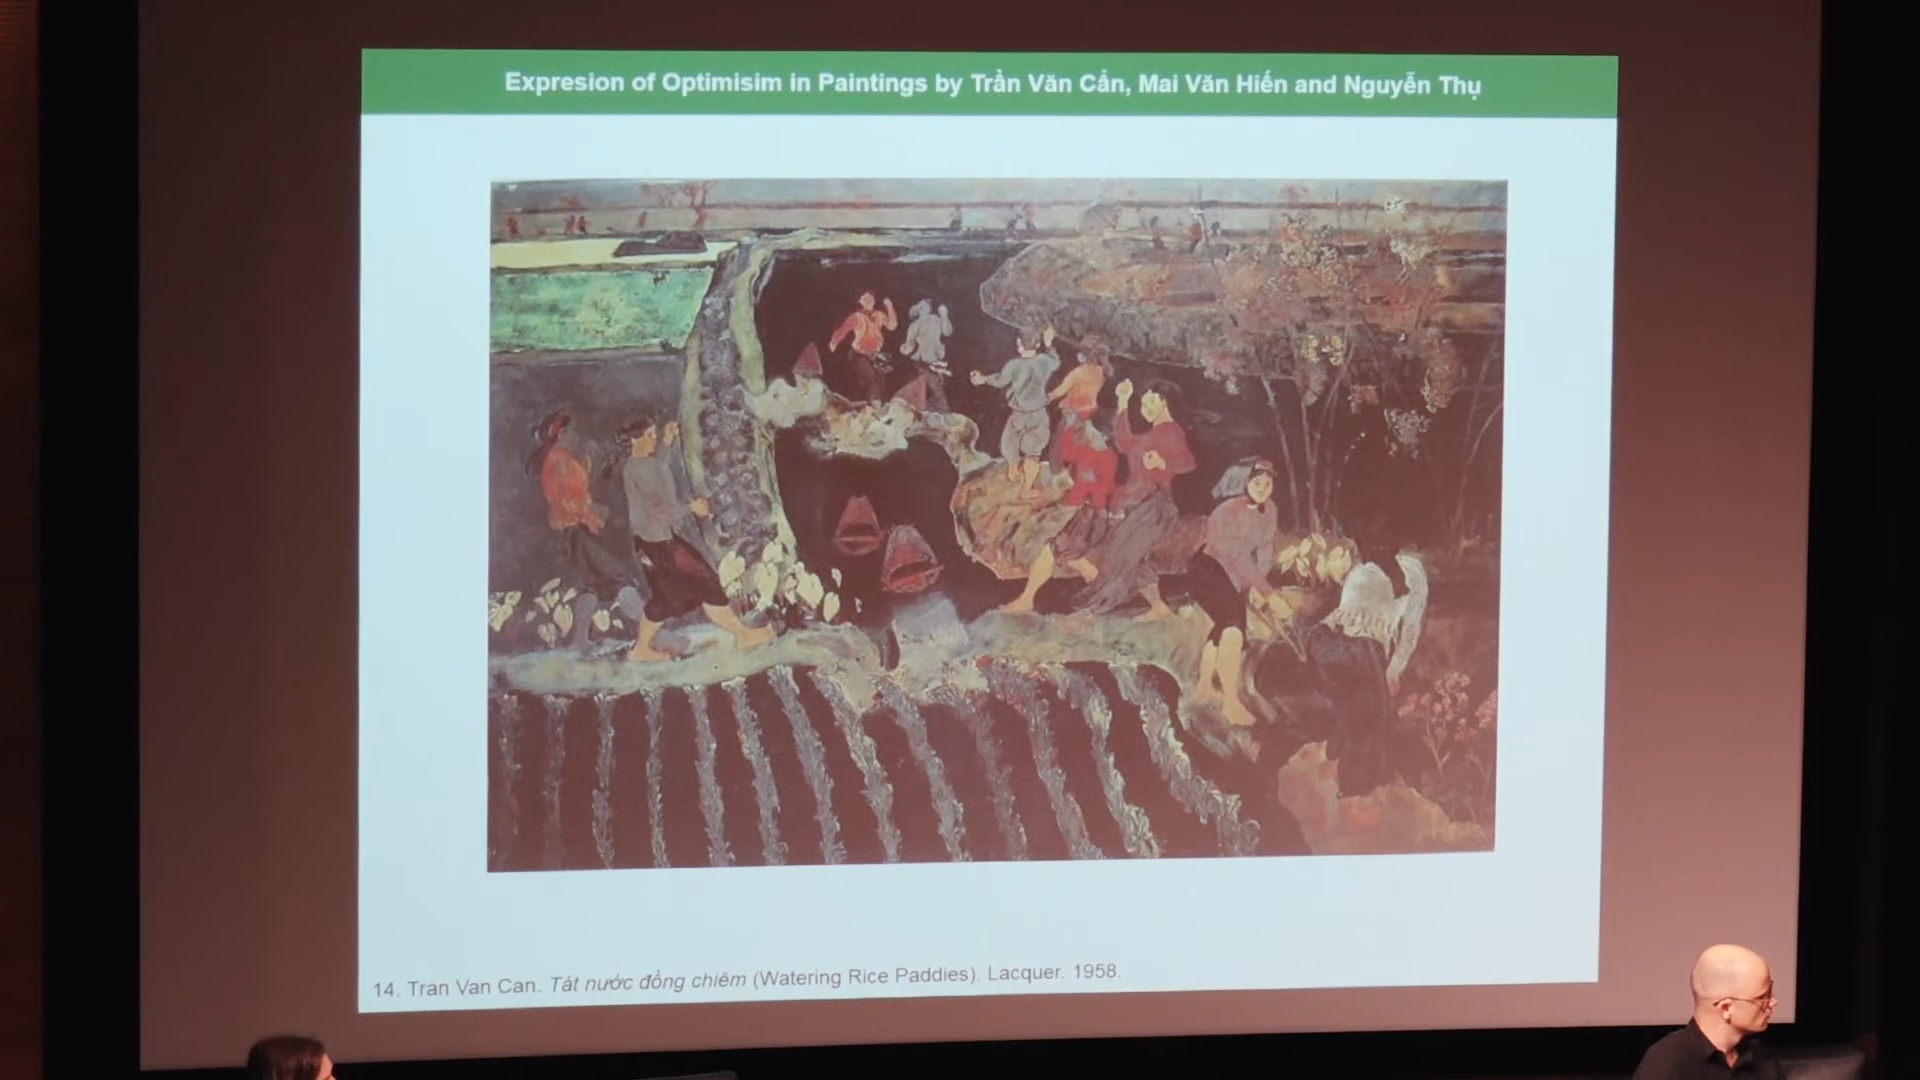 Expresion of Optimisim in Paintings by Trần Văn Cẩn, Mai Văn Hiến and Nguyễn Thụ
14. Tran Van Can. Tát nước đồng chiêm (Watering Rice Paddies). Lacquer. 1958.